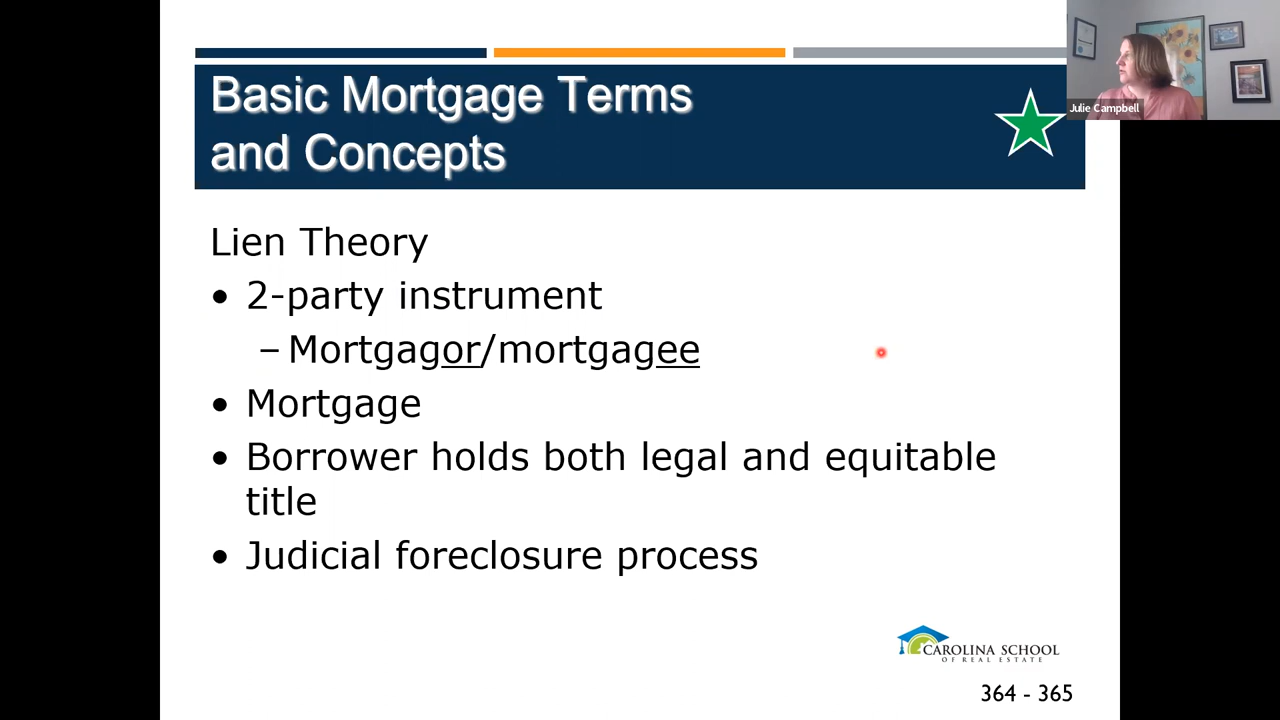 Basic Mortgage Terms
and Concepts
Julie Campbell
Lien Theory
• 2-party instrument
– Mortgagor/mortgagee
• Mortgage
• Borrower holds both legal and equitable
title
• Judicial foreclosure process
CAROLINA SCHOOL
OF REAL ESTATE
364 - 365